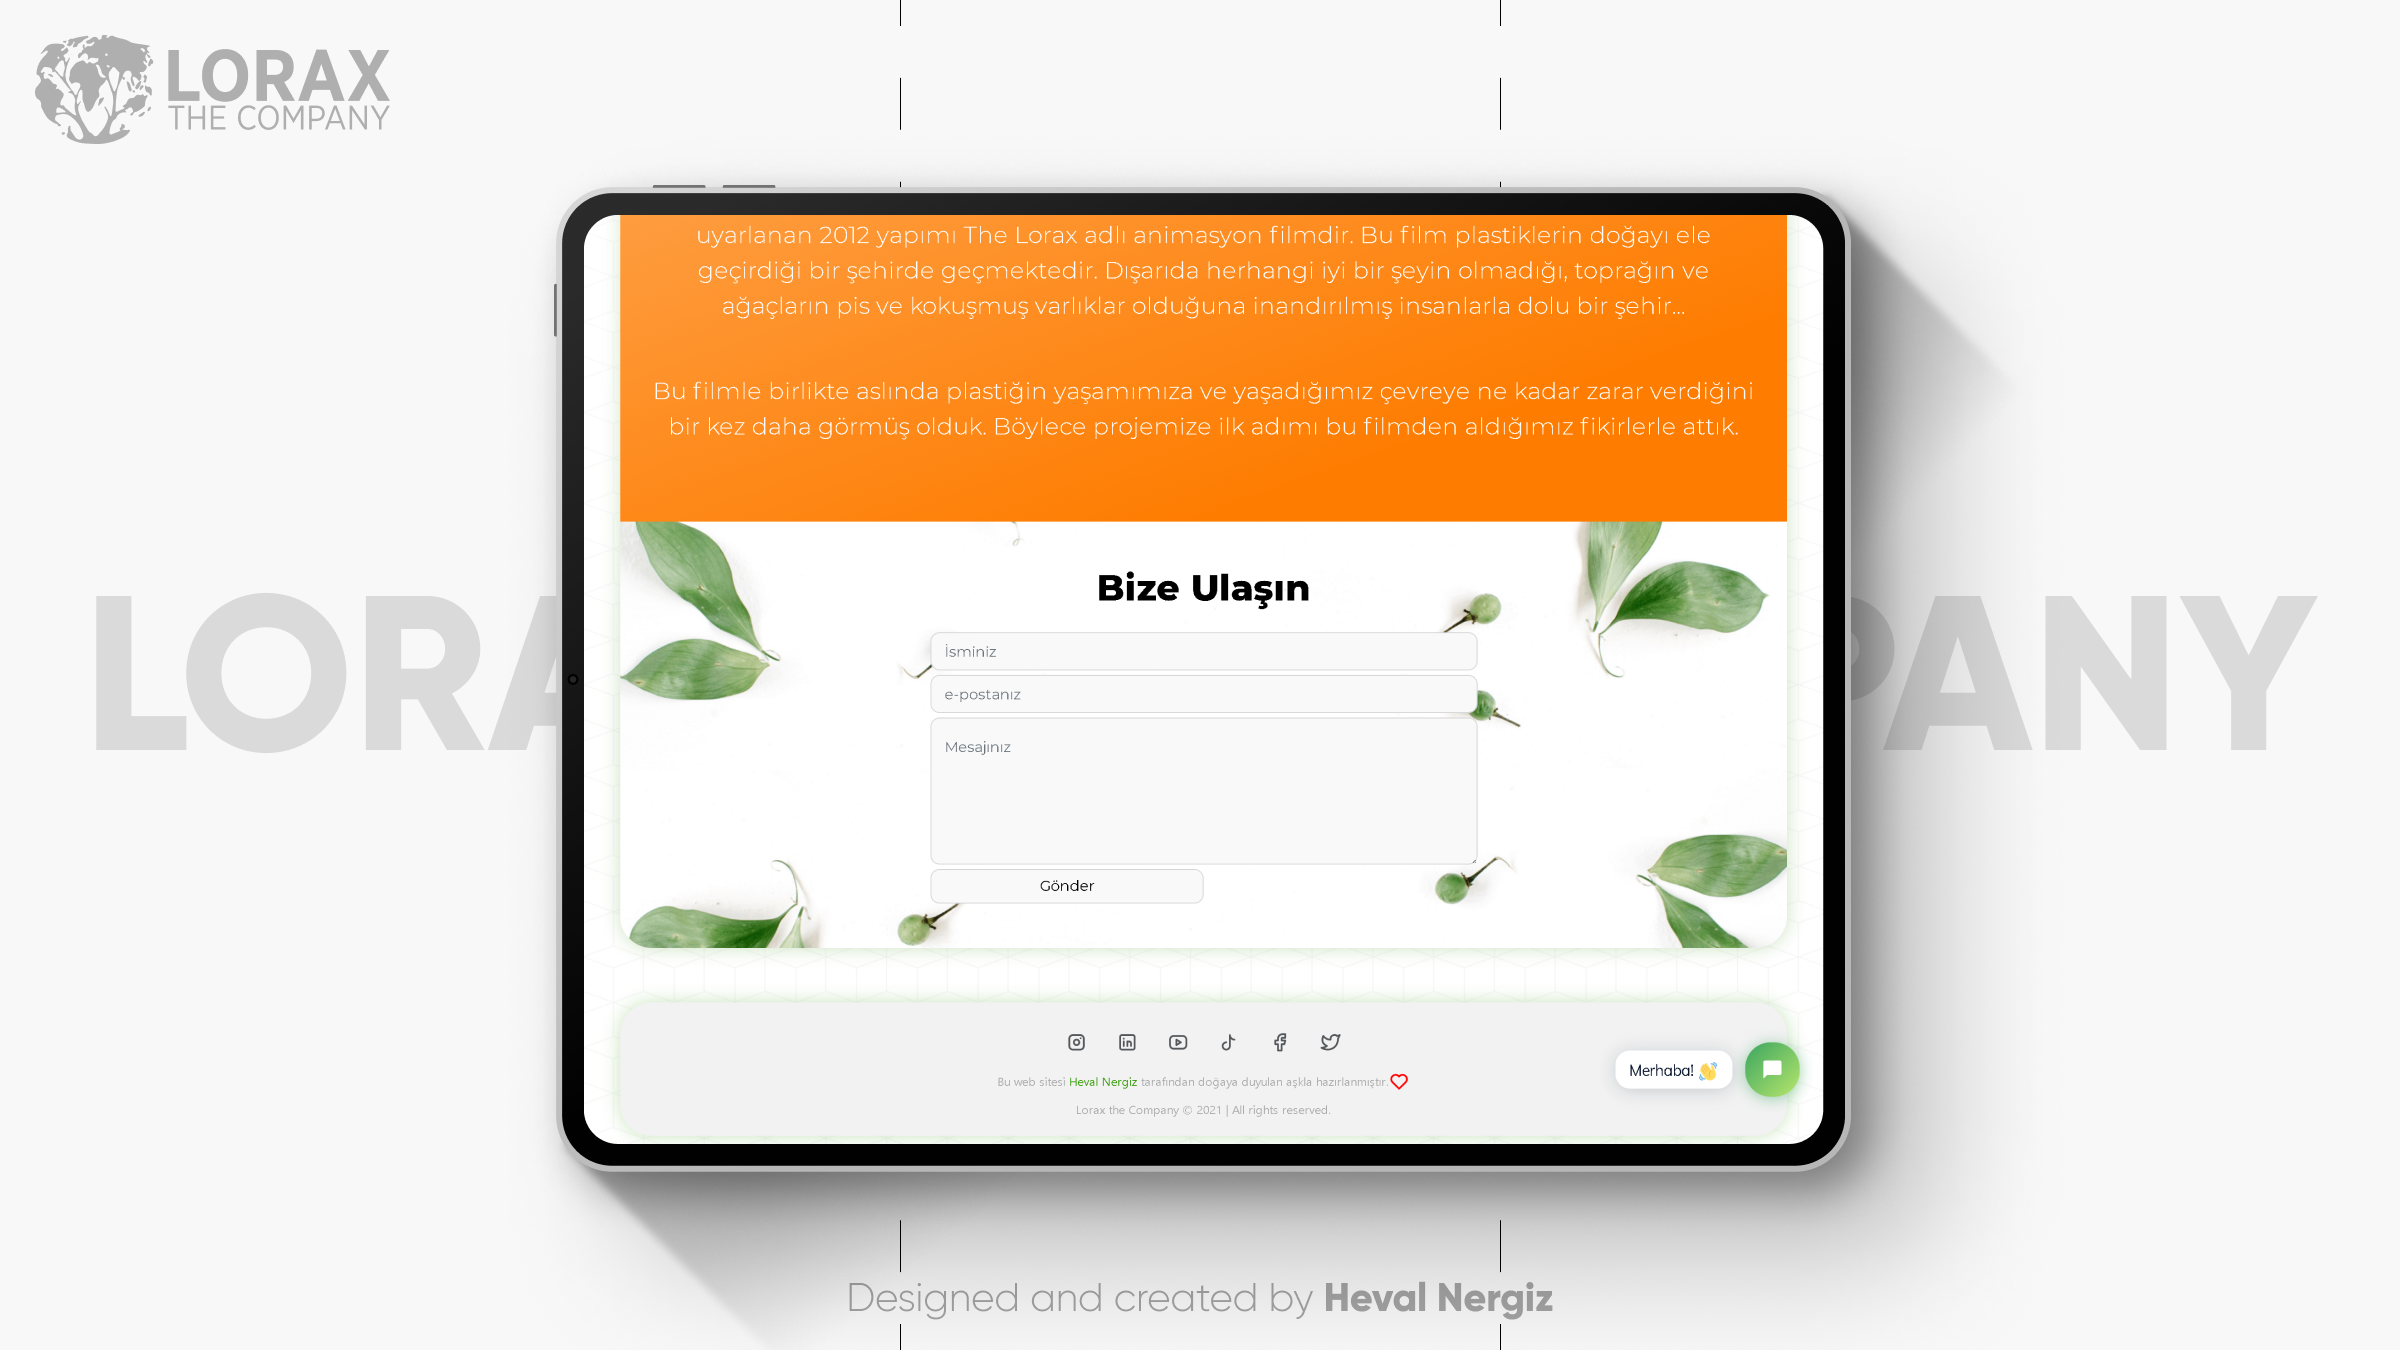 LORAX
THE COMPANY
uyarlanan 2012 yapımı The Lorax adlı animasyon filmdir. Bu film plastiklerin doğayı ele
geçirdiği bir şehirde geçmektedir. Dışarıda herhangi iyi bir şeyin olmadığı, toprağın ve
ağaçların pis ve kokuşmuş varlıklar olduğuna inandırılmış insanlarla dolu bir şehir...
Bu filmle birlikte aslında plastiğin yaşamımıza ve yaşadığımız çevreye ne kadar zarar verdiğini
bir kez daha görmüş olduk. Böylece projemize ilk adımı bu filmden aldığımız fikirlerle attık.
LORA PANY
Bize Ulaşın
İsminiz
e-postanız
Mesajınız
Gönder
Merhaba! 👋
Bu web sitesi Heval Nergiz tarafından doğaya duyulan aşkla hazırlanmıştır.
Lorax the Company © 2021 | All rights reserved.
Designed and created by Heval Nergiz